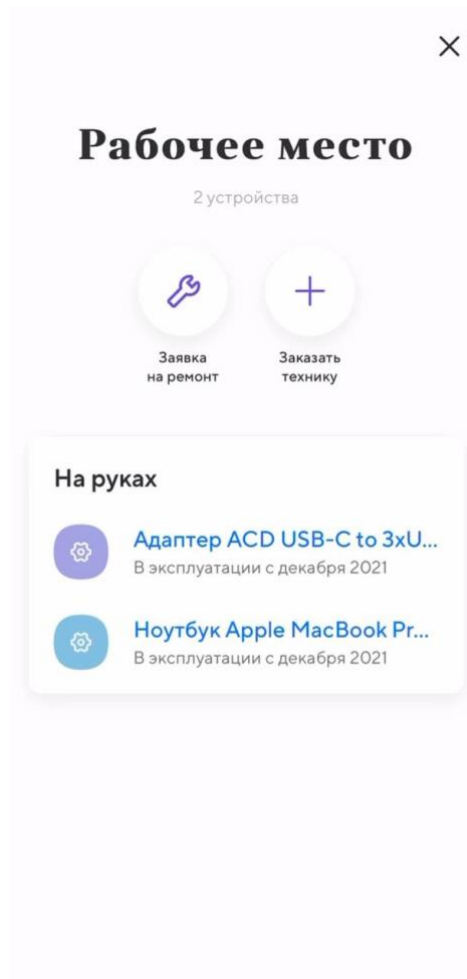 Рабочее место
2 устройства
Заявка
на ремонт
Заказать
технику
На руках
Адаптер ACD USB-C to 3xU...
В эксплуатации с декабря 2021
Ноутбук Apple MacBook Pr...
В эксплуатации с декабря 2021